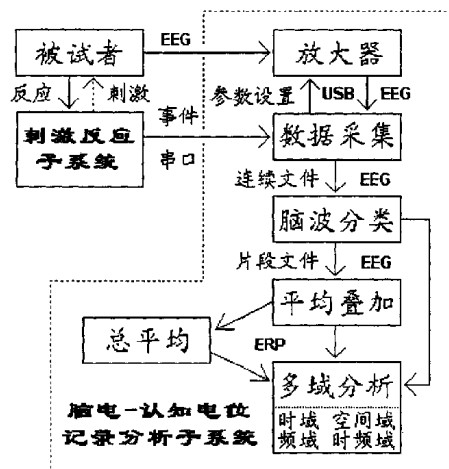 被试者
EEG
放大器
反应
刺激
参数设置
USB
EEG
刺激反应
子系统
事件
串口
数据采集
连续文件
EEG
脑波分类
片段文件
EEG
平均叠加
总平均
ERP
多域分析
时域 空间域
频域 时频域
脑电-认知电位
记录分析子系统